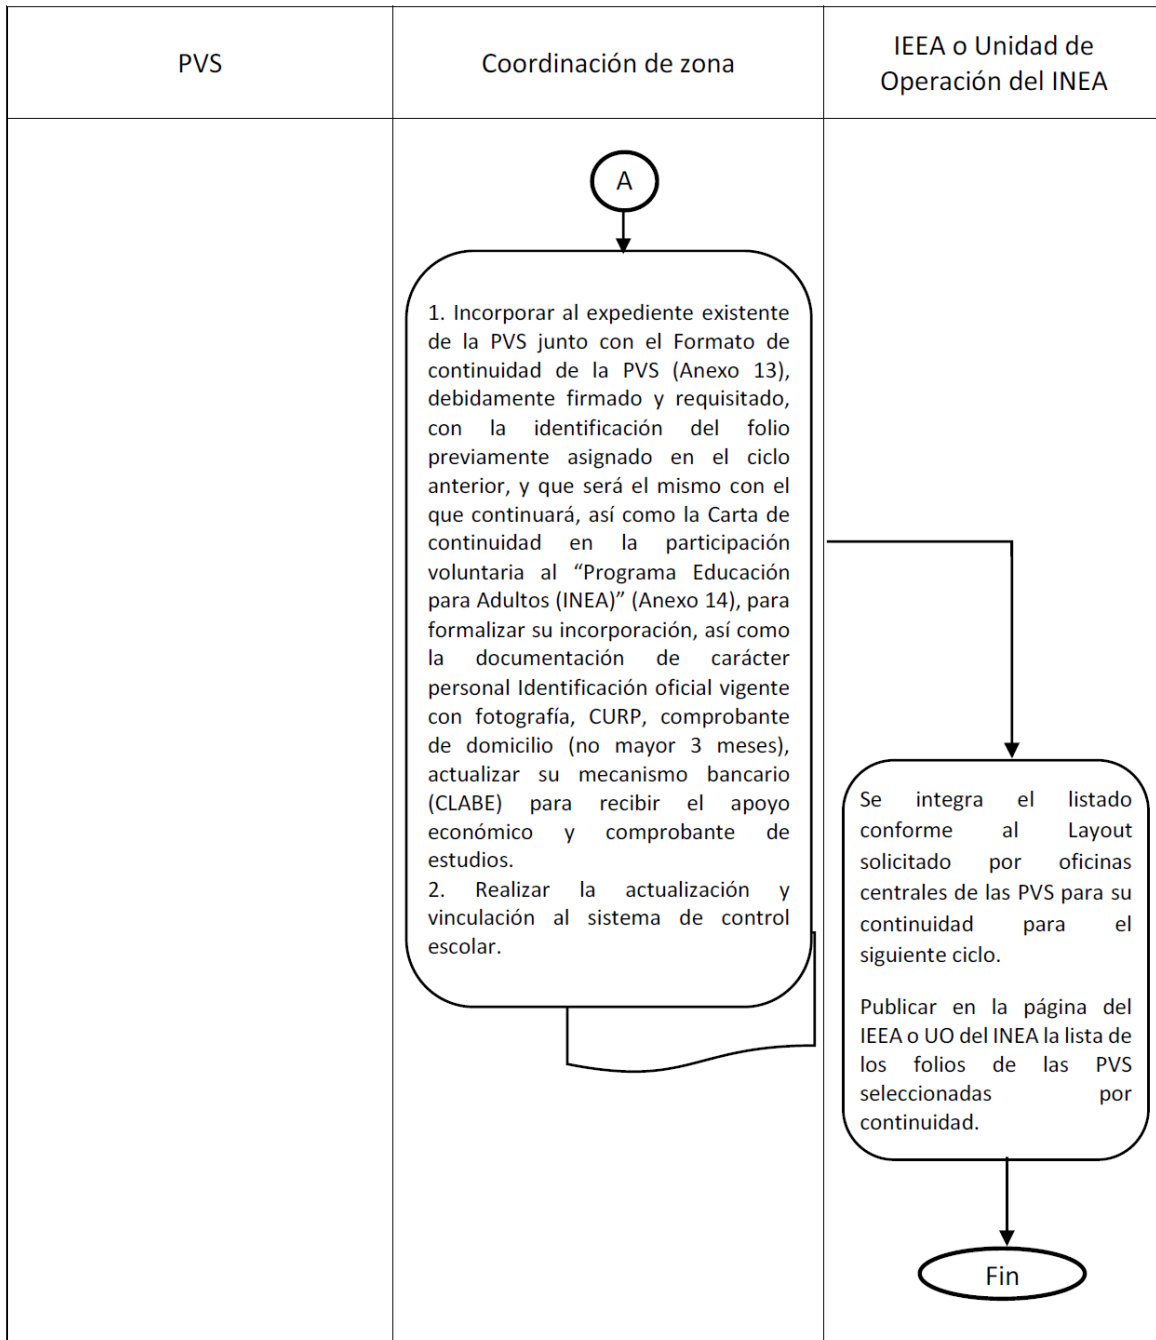 PVS
Coordinación de zona
IEEA o Unidad de
Operación del INEA
A
1. Incorporar al expediente existente
de la PVS junto con el Formato de
continuidad de la PVS (Anexo 13),
debidamente firmado y requisitado,
con la identificación del folio
previamente asignado en el ciclo
anterior, y que será el mismo con el
que continuará, así como la Carta de
continuidad en la participación
voluntaria al “Programa Educación
para Adultos (INEA)” (Anexo 14), para
formalizar su incorporación, así como
la documentación de carácter
personal Identificación oficial vigente
con fotografía, CURP, comprobante
de domicilio (no mayor 3 meses),
actualizar su mecanismo bancario
(CLABE) para recibir el apoyo
económico y comprobante de
estudios.
2. Realizar la actualización y
vinculación al sistema de control
escolar.
Se integra el listado
conforme al Layout
solicitado por oficinas
centrales de las PVS para su
continuidad para el
siguiente ciclo.
Publicar en la página del
IEEA o UO del INEA la lista de
los folios de las PVS
seleccionadas por
continuidad.
Fin